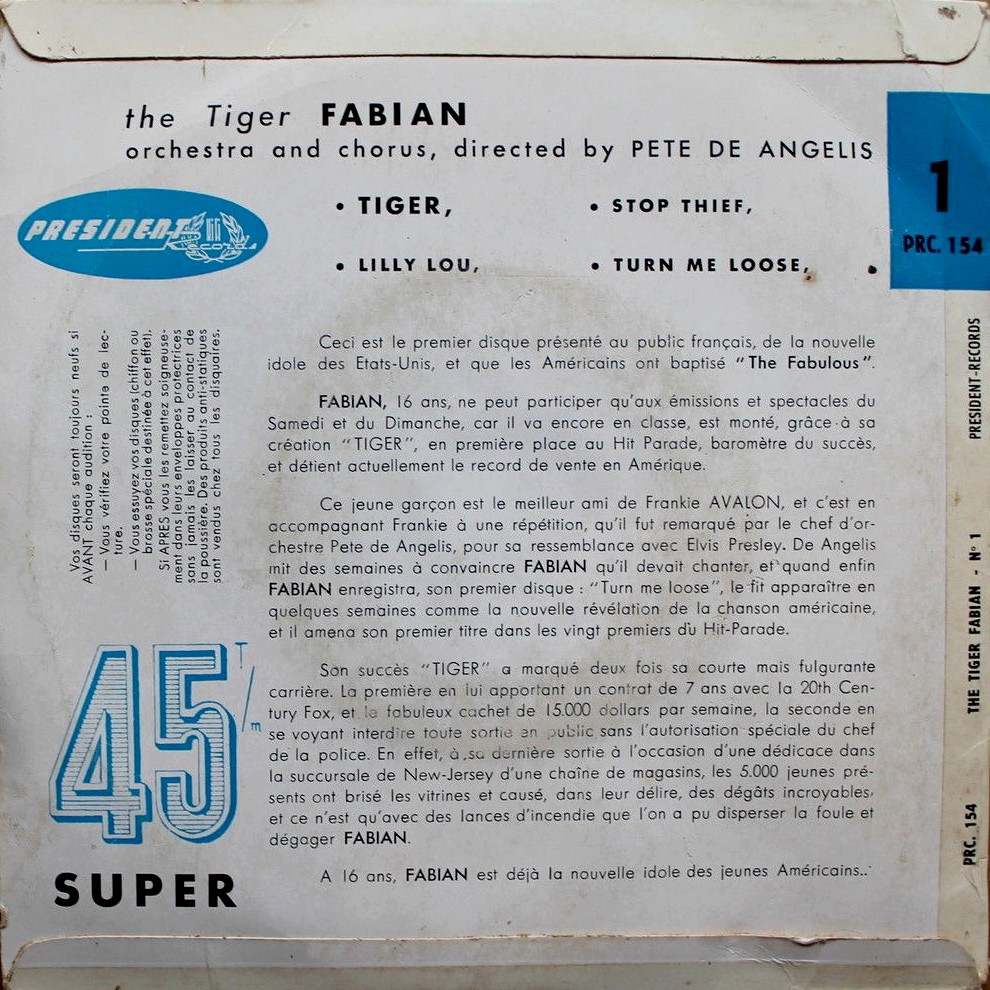 the Tiger FABIAN
orchestra and chorus, directed by PETE DE ANGELIS
1
PRC. 154
PRESIDENT
Records
• TIGER,
• STOP THIEF,
• LILLY LOU,
• TURN ME LOOSE,
Ceci est le premier disque présenté au public français, de la nouvelle
idole des Etats-Unis, et que les Américains ont baptisé "The Fabulous".
FABIAN, 16 ans, ne peut participer qu'aux émissions et spectacles du
Samedi et du Dimanche, car il va encore en classe, est monté, grâce à sa
création "TIGER", en première place au Hit Parade, baromètre du succès,
et détient actuellement le record de vente en Amérique.
Ce jeune garçon est le meilleur ami de Frankie AVALON, et c'est en
accompagnant Frankie à une répétition, qu'il fut remarqué par le chef d'or-
chestre Pete de Angelis, pour sa ressemblance avec Elvis Presley. De Angelis
mit des semaines à convaincre FABIAN qu'il devait chanter, et quand enfin
FABIAN enregistra, son premier disque : "Turn me loose", le fit apparaître en
quelques semaines comme la nouvelle révélation de la chanson américaine,
et il amena son premier titre dans les vingt premiers du Hit-Parade.
Son succès "TIGER" a marqué deux fois sa courte mais fulgurante
carrière. La première en lui apportant un contrat de 7 ans avec la 20th Cen-
tury Fox, et le fabuleux cachet de 15.000 dollars par semaine, la seconde en
se voyant interdire toute sortie en public sans l'autorisation spéciale du chef
de la police. En effet, à sa dernière sortie à l'occasion d'une dédicace dans
la succursale de New-Jersey d'une chaîne de magasins, les 5.000 jeunes pré-
sents ont brisé les vitrines et causé, dans leur délire, des dégâts incroyables,
et ce n'est qu'avec des lances d'incendie que l'on a pu disperser la foule et
dégager FABIAN.
A 16 ans, FABIAN est déjà la nouvelle idole des jeunes Américains..
Vos disques seront toujours neufs si
AVANT chaque audition :
— Vous vérifiez votre pointe de lec-
ture.
— Vous essuyez vos disques (chiffon ou
brosse spéciale destinée à cet effet).
Si APRES vous les remettez soigneuse-
ment dans leurs enveloppes protectrices
sans jamais les laisser au contact de
la poussière. Des produits anti-statiques
sont vendus chez tous les disquaires.
45 T/m
SUPER
PRC. 154 THE TIGER FABIAN - N° 1 PRESIDENT-RECORDS